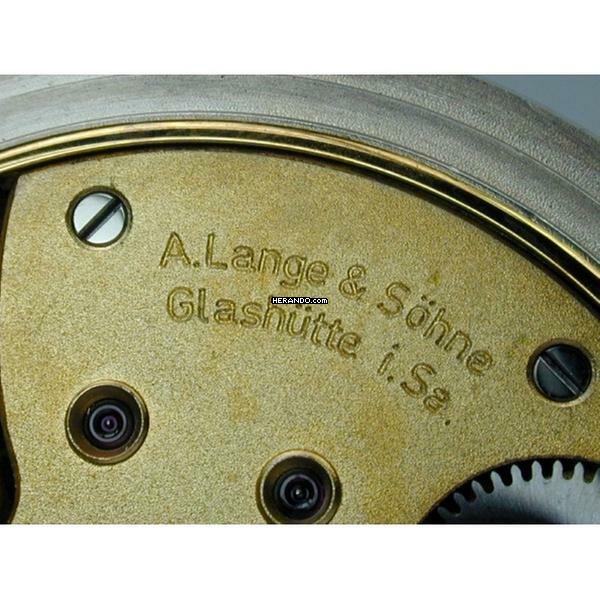 A.Lange & Söhne
HERANDO.com
Glashütte i.Sa.